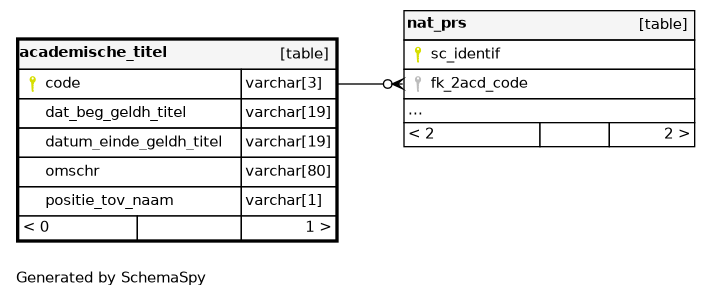 academische_titel [table]
code varchar[3]
dat_beg_geldh_titel varchar[19]
datum_einde_geldh_titel varchar[19]
omschr varchar[80]
positie_tov_naam varchar[1]
< 0 1 >
nat_prs [table]
sc_identif
fk_2acd_code
...
< 2 2 >
Generated by SchemaSpy